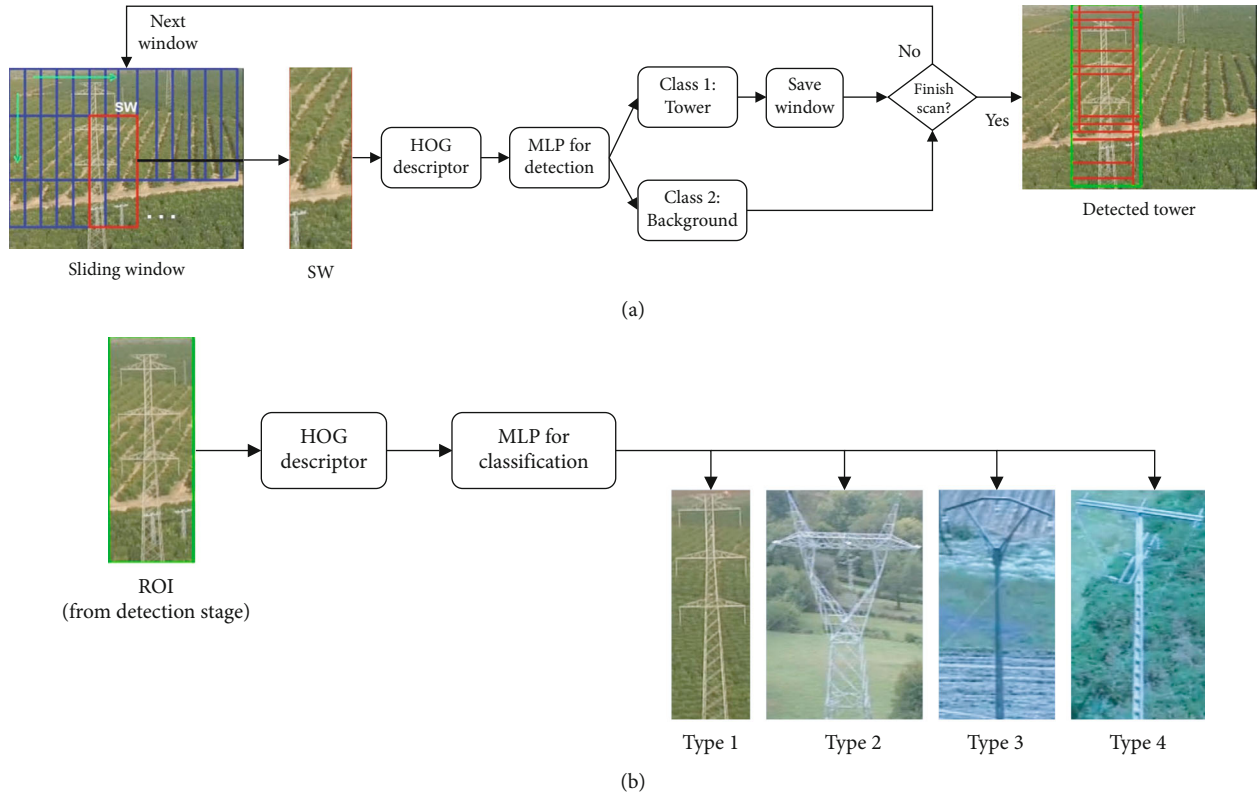 Next
window
SW
Sliding window
SW
HOG
descriptor
MLP for
detection
Class 1:
Tower
Save
window
Class 2:
Background
Finish
scan?
No
Yes
Detected tower
(a)
ROI
(from detection stage)
HOG
descriptor
MLP for
classification
Type 1
Type 2
Type 3
Type 4
(b)